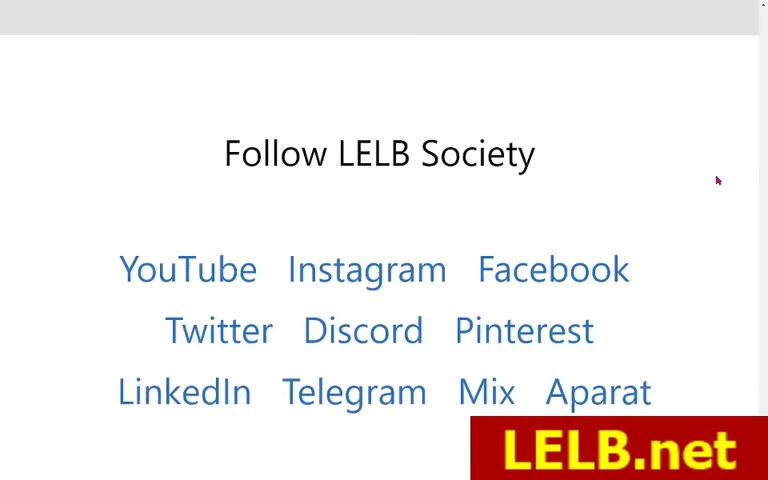 Follow LELB Society
YouTube Instagram Facebook
Twitter Discord Pinterest
LinkedIn Telegram Mix Aparat
LELB.net